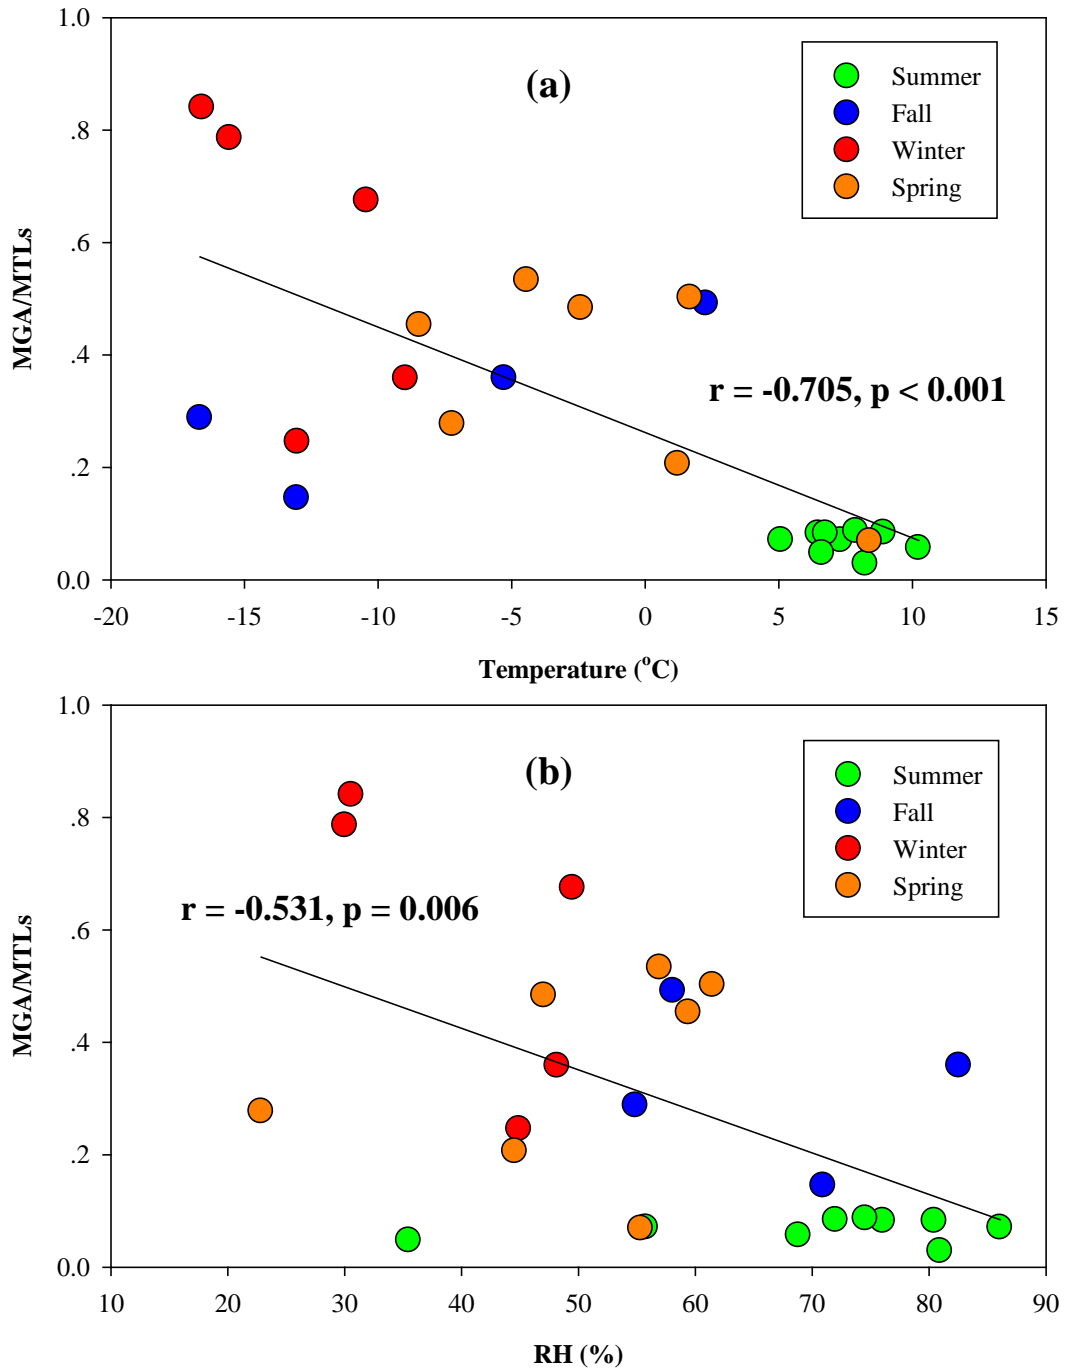 1.0
(a)
Summer
Fall
Winter
Spring
.8
.6
.4
.2
0.0
MGA/MTLs
r = -0.705, p < 0.001
-20 -15 -10 -5 0 5 10 15
Temperature (°C)
1.0
(b)
Summer
Fall
Winter
Spring
.8
.6
.4
.2
0.0
MGA/MTLs
r = -0.531, p = 0.006
10 20 30 40 50 60 70 80 90
RH (%)